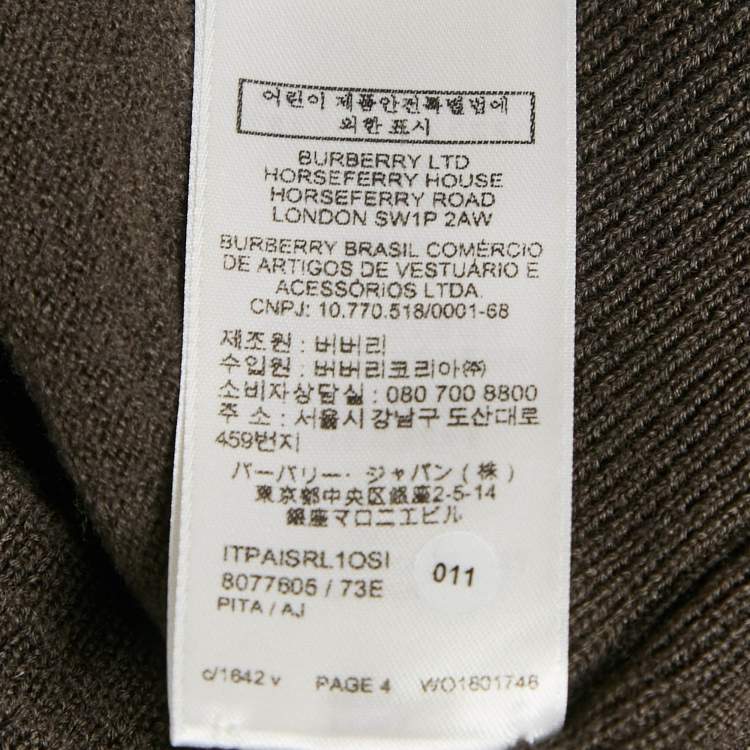 어린이 제품안전특별법에
의한 표시
BURBERRY LTD
HORSEFERRY HOUSE
HORSEFERRY ROAD
LONDON SW1P 2AW
BURBERRY BRASIL COMÉRCIO
DE ARTIGOS DE VESTUÁRIO E
ACESSÓRIOS LTDA.
CNPJ: 10.770.518/0001-68
제조원 : 버버리
수입원 : 버버리코리아㈜
소비자상담실 : 080 700 8800
주 소 : 서울시 강남구 도산대로
459번지
バーバリー・ジャパン(株)
東京都中央区銀座2-5-14
銀座マロニエビル
ITPAISRL1OSI
8077605 / 73E
PITA / AJ
011
c/1642 v PAGE 4 WO1601746